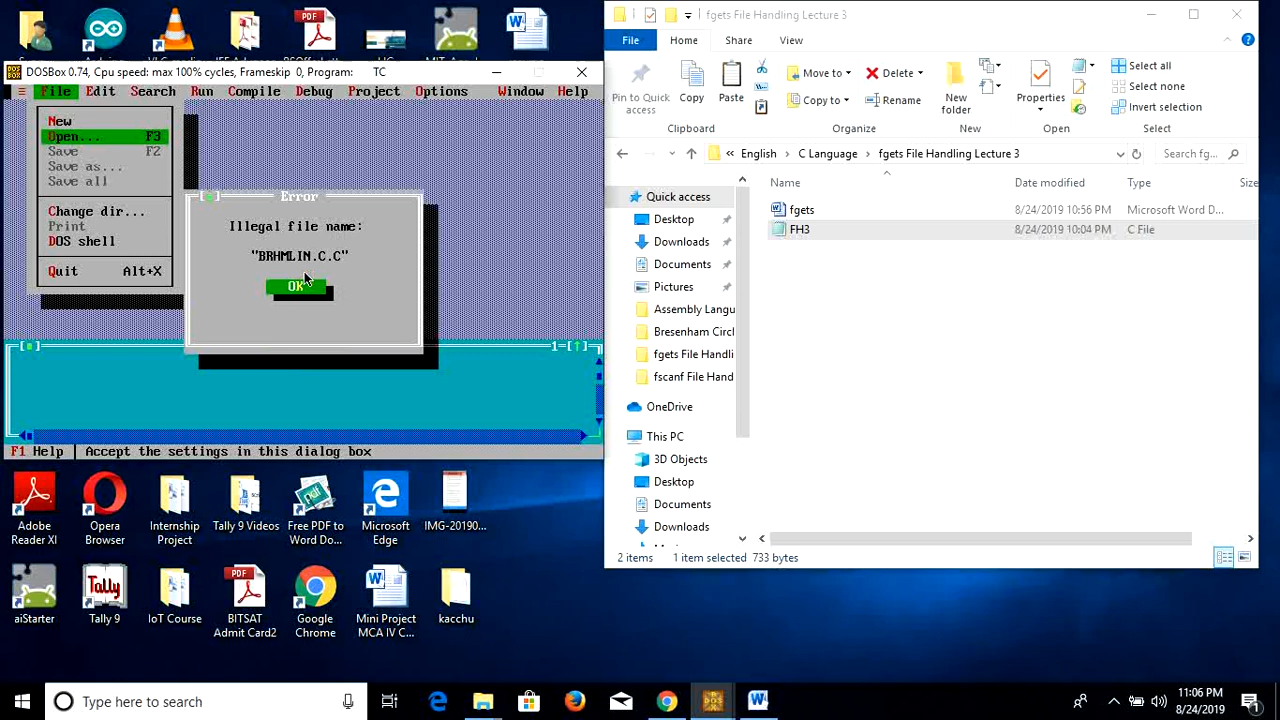 DOSBox 0.74, Cpu speed: max 100% cycles, Frameskip 0, Program: TC
≡ File Edit Search Run Compile Debug Project Options Window Help
New
Open... F3
Save F2
Save as...
Save all
Change dir...
Print
DOS shell
Quit Alt+X
Error
Illegal file name:
"BRHMLIN.C.C"
OK
1
F1 Help | Accept the settings in this dialog box
fgets File Handling Lecture 3
File Home Share View
Pin to Quick access
Copy
Paste
Move to
Copy to
Delete
Rename
New folder
Properties
Select all
Select none
Invert selection
Clipboard Organize New Open Select
« English > C Language > fgets File Handling Lecture 3
Search fg...
Name Date modified Type Size
fgets 8/24/2019 10:56 PM Microsoft Word D...
FH3 8/24/2019 10:04 PM C File
Quick access
Desktop
Downloads
Documents
Pictures
Assembly Langu
Bresenham Circl
fgets File Handli
fscanf File Hand
OneDrive
This PC
3D Objects
Desktop
Documents
Downloads
2 items 1 item selected 733 bytes
PDF
Adobe Reader XI
Opera Browser
Internship Project
Tally 9 Videos
Free PDF to Word Do...
Microsoft Edge
IMG-20190...
aiStarter
Tally 9
IoT Course
BITSAT Admit Card2
Google Chrome
Mini Project MCA IV C...
kacchu
Type here to search
11:06 PM
8/24/2019